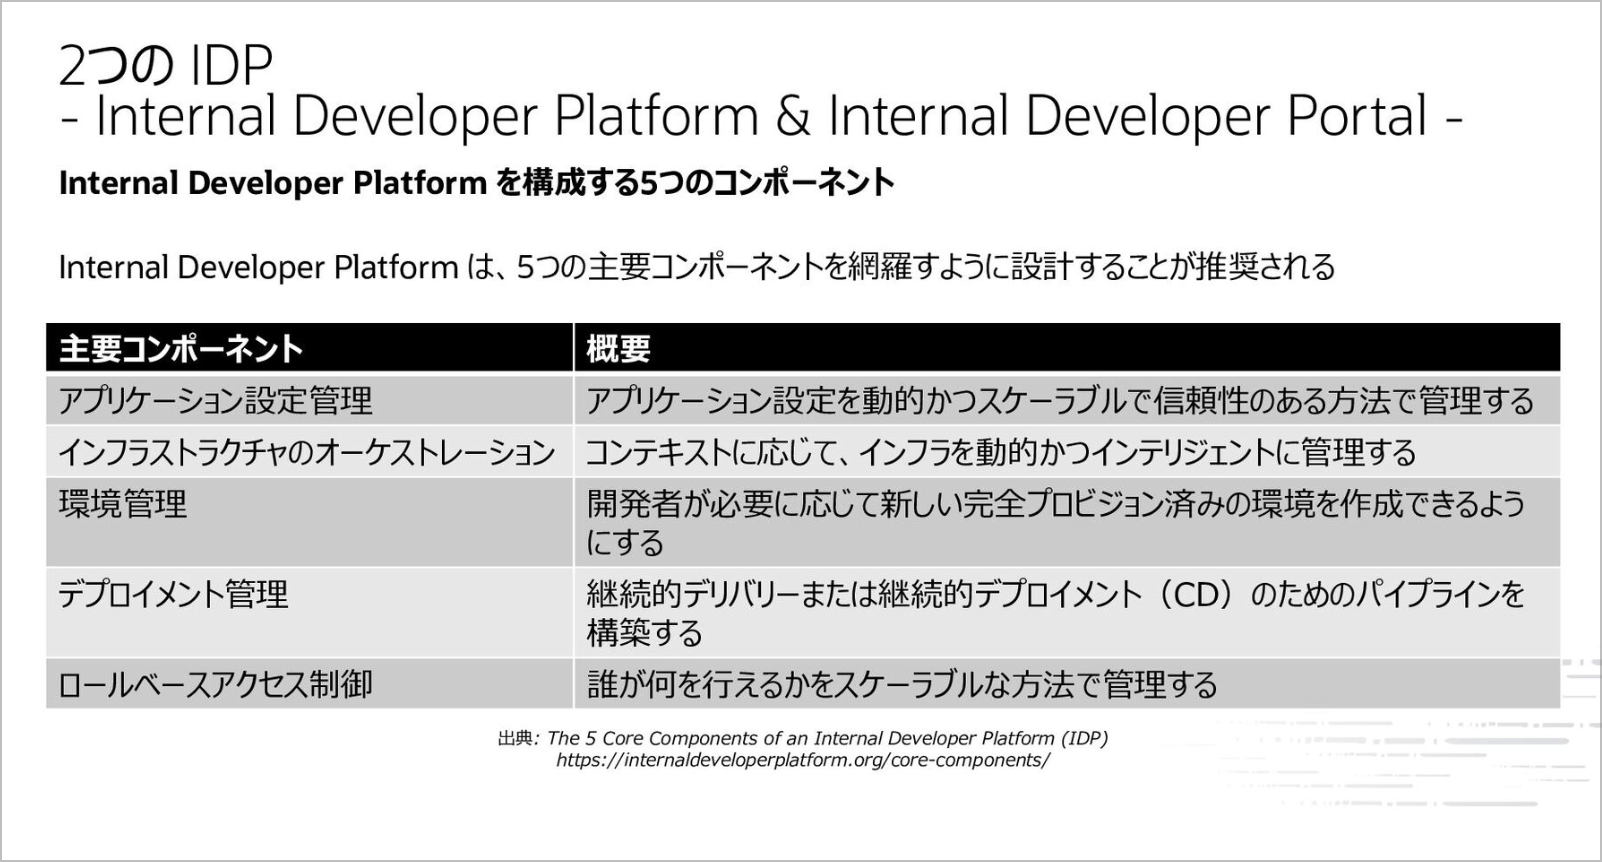 2つの IDP
- Internal Developer Platform & Internal Developer Portal -
Internal Developer Platform を構成する5つのコンポーネント
Internal Developer Platform は、5つの主要コンポーネントを網羅すように設計することが推奨される
主要コンポーネント 概要
アプリケーション設定管理 アプリケーション設定を動的かつスケーラブルで信頼性のある方法で管理する
インフラストラクチャのオーケストレーション コンテキストに応じて、インフラを動的かつインテリジェントに管理する
環境管理 開発者が必要に応じて新しい完全プロビジョン済みの環境を作成できるよう
にする
デプロイメント管理 継続的デリバリーまたは継続的デプロイメント（CD）のためのパイプラインを
構築する
ロールベースアクセス制御 誰が何を行えるかをスケーラブルな方法で管理する
出典: The 5 Core Components of an Internal Developer Platform (IDP)
https://internaldeveloperplatform.org/core-components/